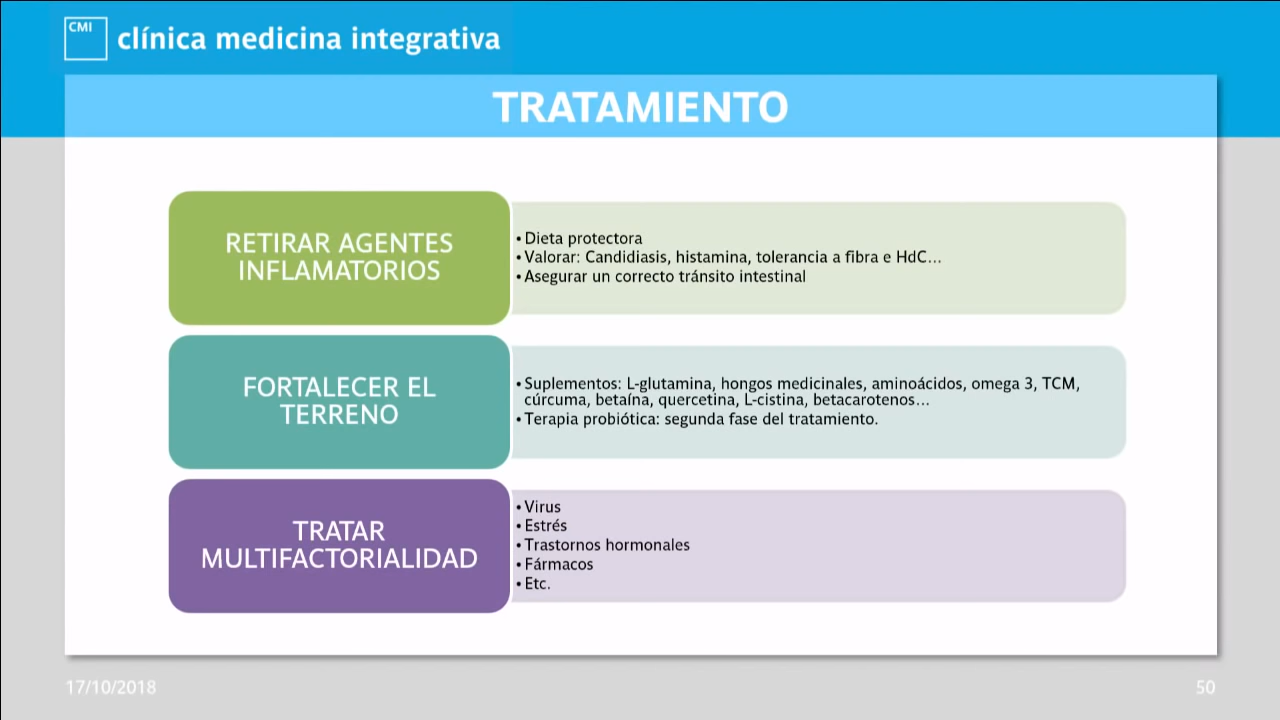 CMI
clínica medicina integrativa
TRATAMIENTO
RETIRAR AGENTES
INFLAMATORIOS
• Dieta protectora
• Valorar: Candidiasis, histamina, tolerancia a fibra e HdC...
• Asegurar un correcto tránsito intestinal
FORTALECER EL
TERRENO
• Suplementos: L-glutamina, hongos medicinales, aminoácidos, omega 3, TCM,
cúrcuma, betaína, quercetina, L-cistina, betacarotenos...
• Terapia probiótica: segunda fase del tratamiento.
TRATAR
MULTIFACTORIALIDAD
• Virus
• Estrés
• Trastornos hormonales
• Fármacos
• Etc.
17/10/2018
50